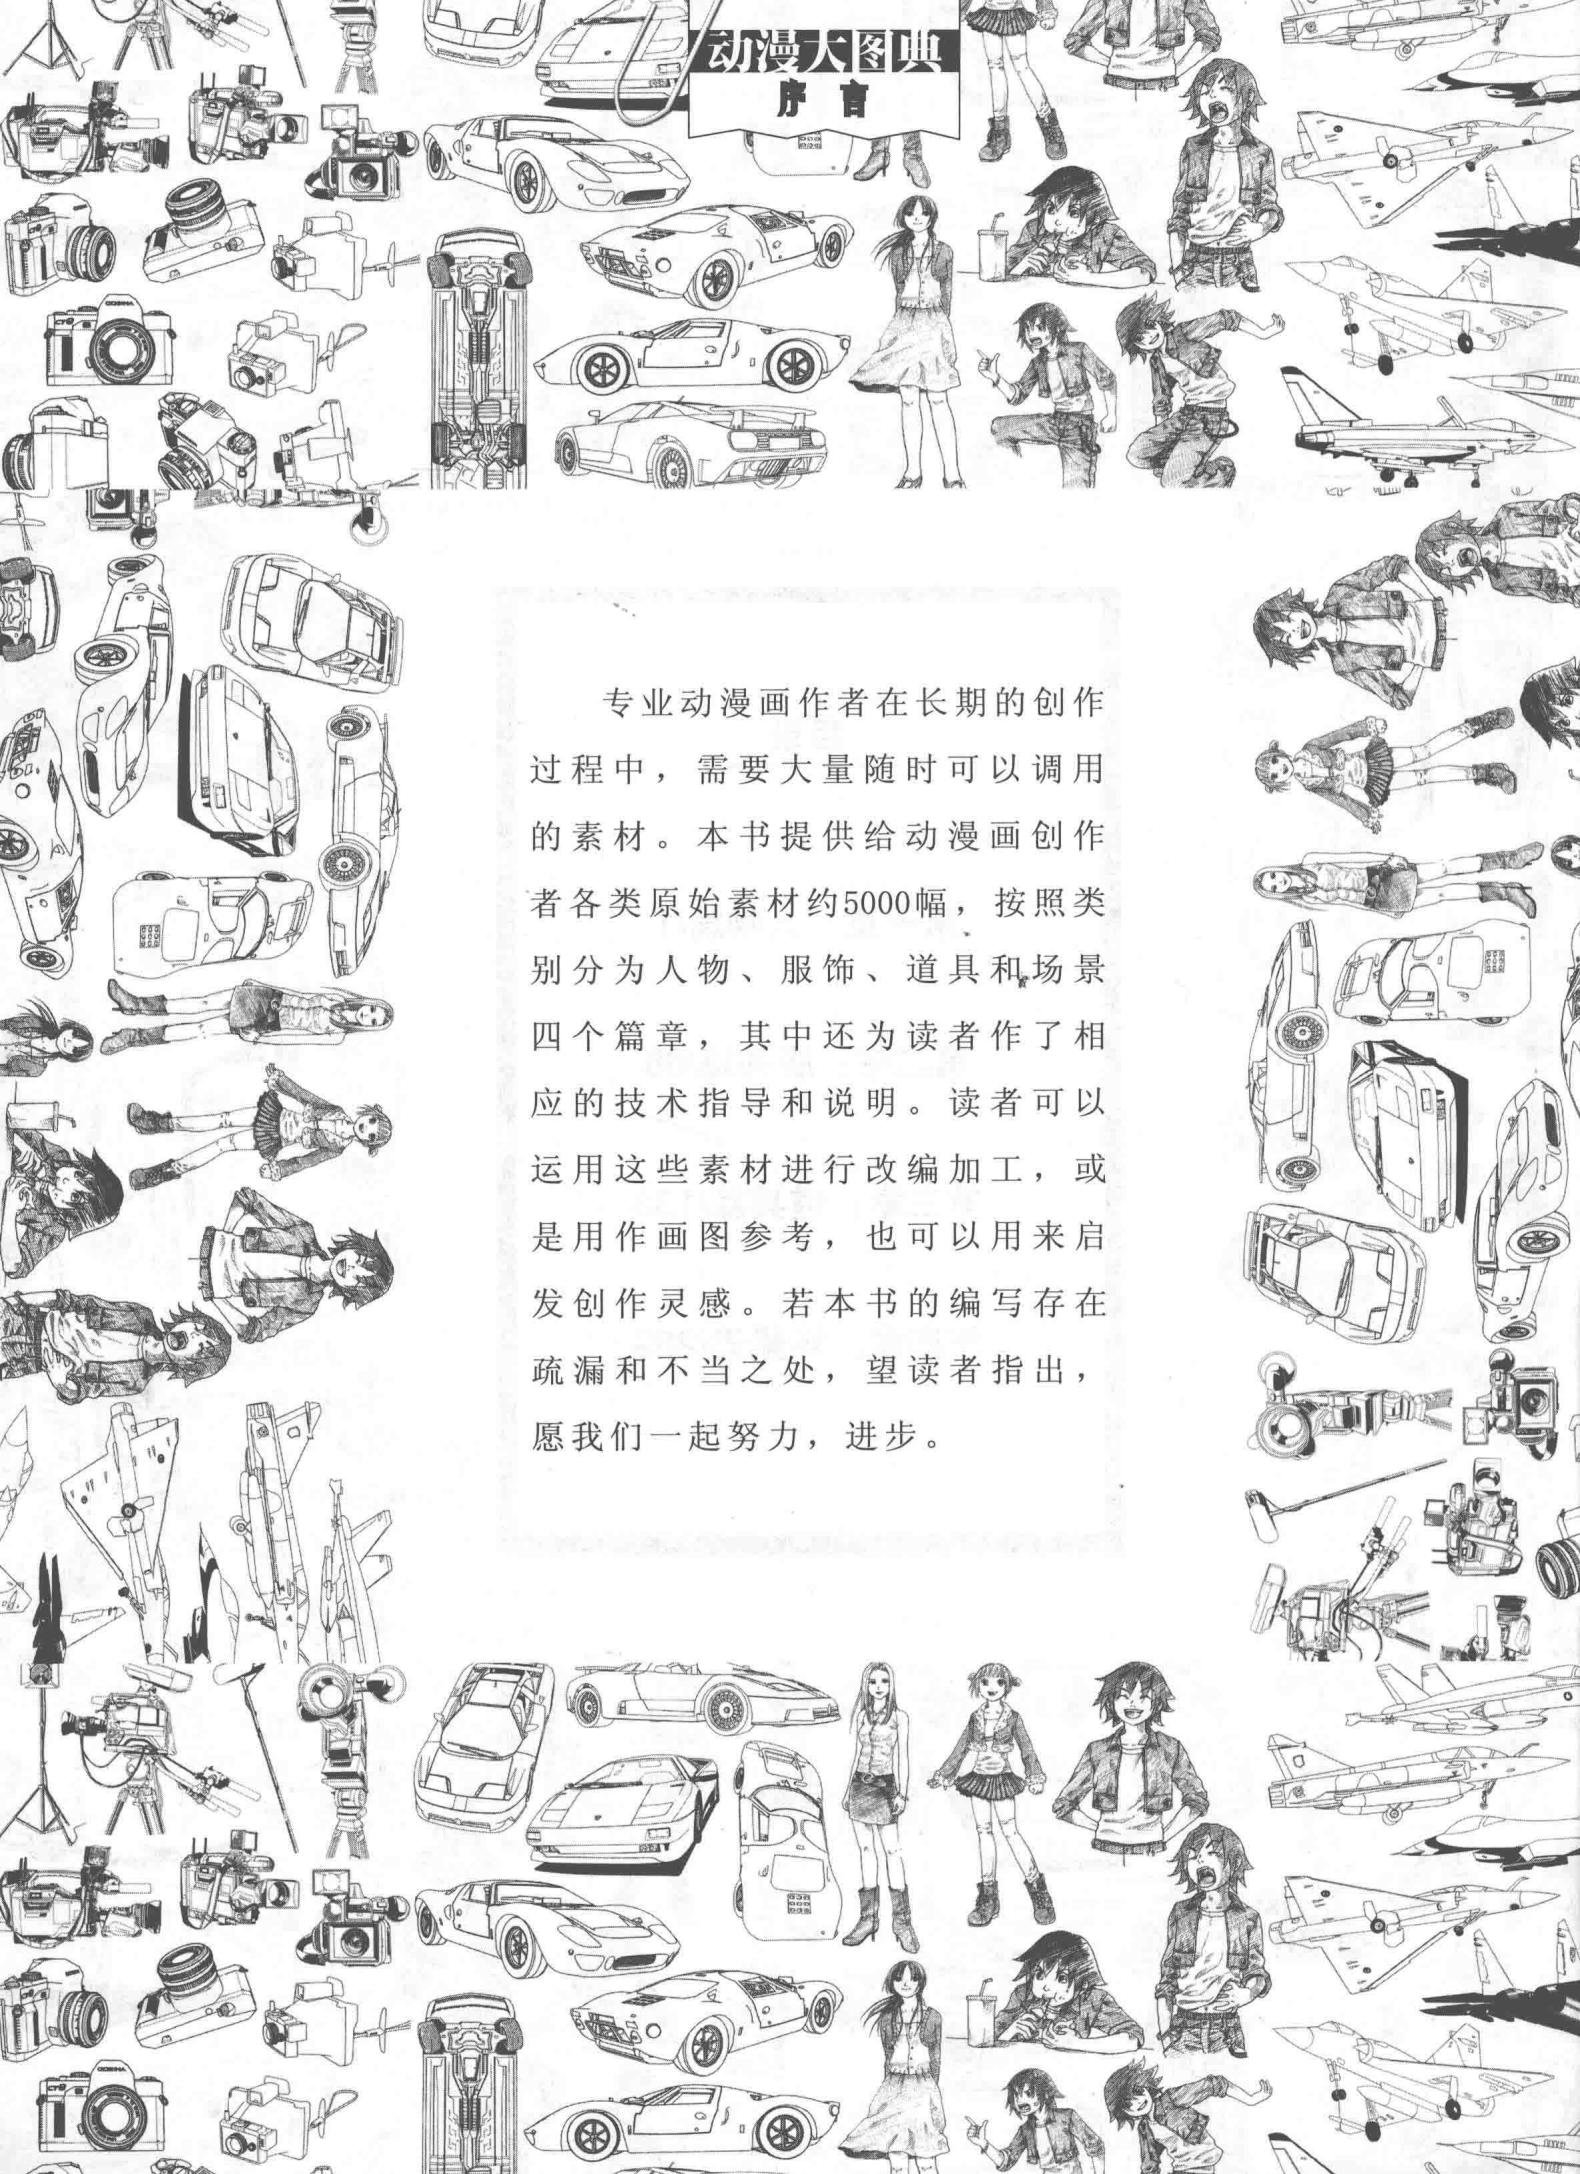 动漫大图典
序言
专业动漫画作者在长期的创作
过程中，需要大量随时可以调用
的素材。本书提供给动漫画创作
者各类原始素材约5000幅，按照类
别分为人物、服饰、道具和场景
四个篇章，其中还为读者作了相
应的技术指导和说明。读者可以
运用这些素材进行改编加工，或
是用作画图参考，也可以用来启
发创作灵感。若本书的编写存在
疏漏和不当之处，望读者指出，
愿我们一起努力，进步。